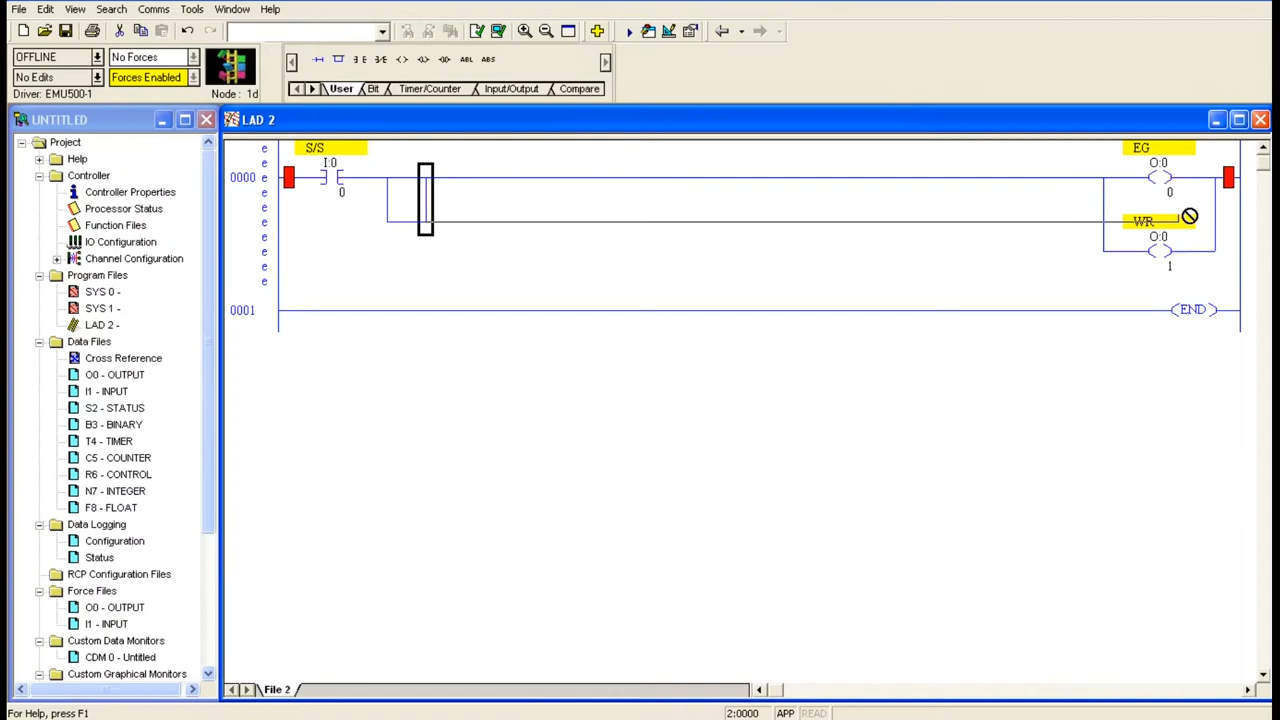 File Edit View Search Comms Tools Window Help
OFFLINE No Forces
No Edits Forces Enabled
Driver: EMU500-1 Node : 1d
ABL ABS
User Bit Timer/Counter Input/Output Compare
UNTITLED
Project
Help
Controller
Controller Properties
Processor Status
Function Files
IO Configuration
Channel Configuration
Program Files
SYS 0 -
SYS 1 -
LAD 2 -
Data Files
Cross Reference
O0 - OUTPUT
I1 - INPUT
S2 - STATUS
B3 - BINARY
T4 - TIMER
C5 - COUNTER
R6 - CONTROL
N7 - INTEGER
F8 - FLOAT
Data Logging
Configuration
Status
RCP Configuration Files
Force Files
O0 - OUTPUT
I1 - INPUT
Custom Data Monitors
CDM 0 - Untitled
Custom Graphical Monitors
LAD 2
e S/S EG
e I:0 O:0
0000 e
e 0 0
e
e WR
e O:0
e
e 1
e
0001 END
File 2
For Help, press F1 2:0000 APP READ